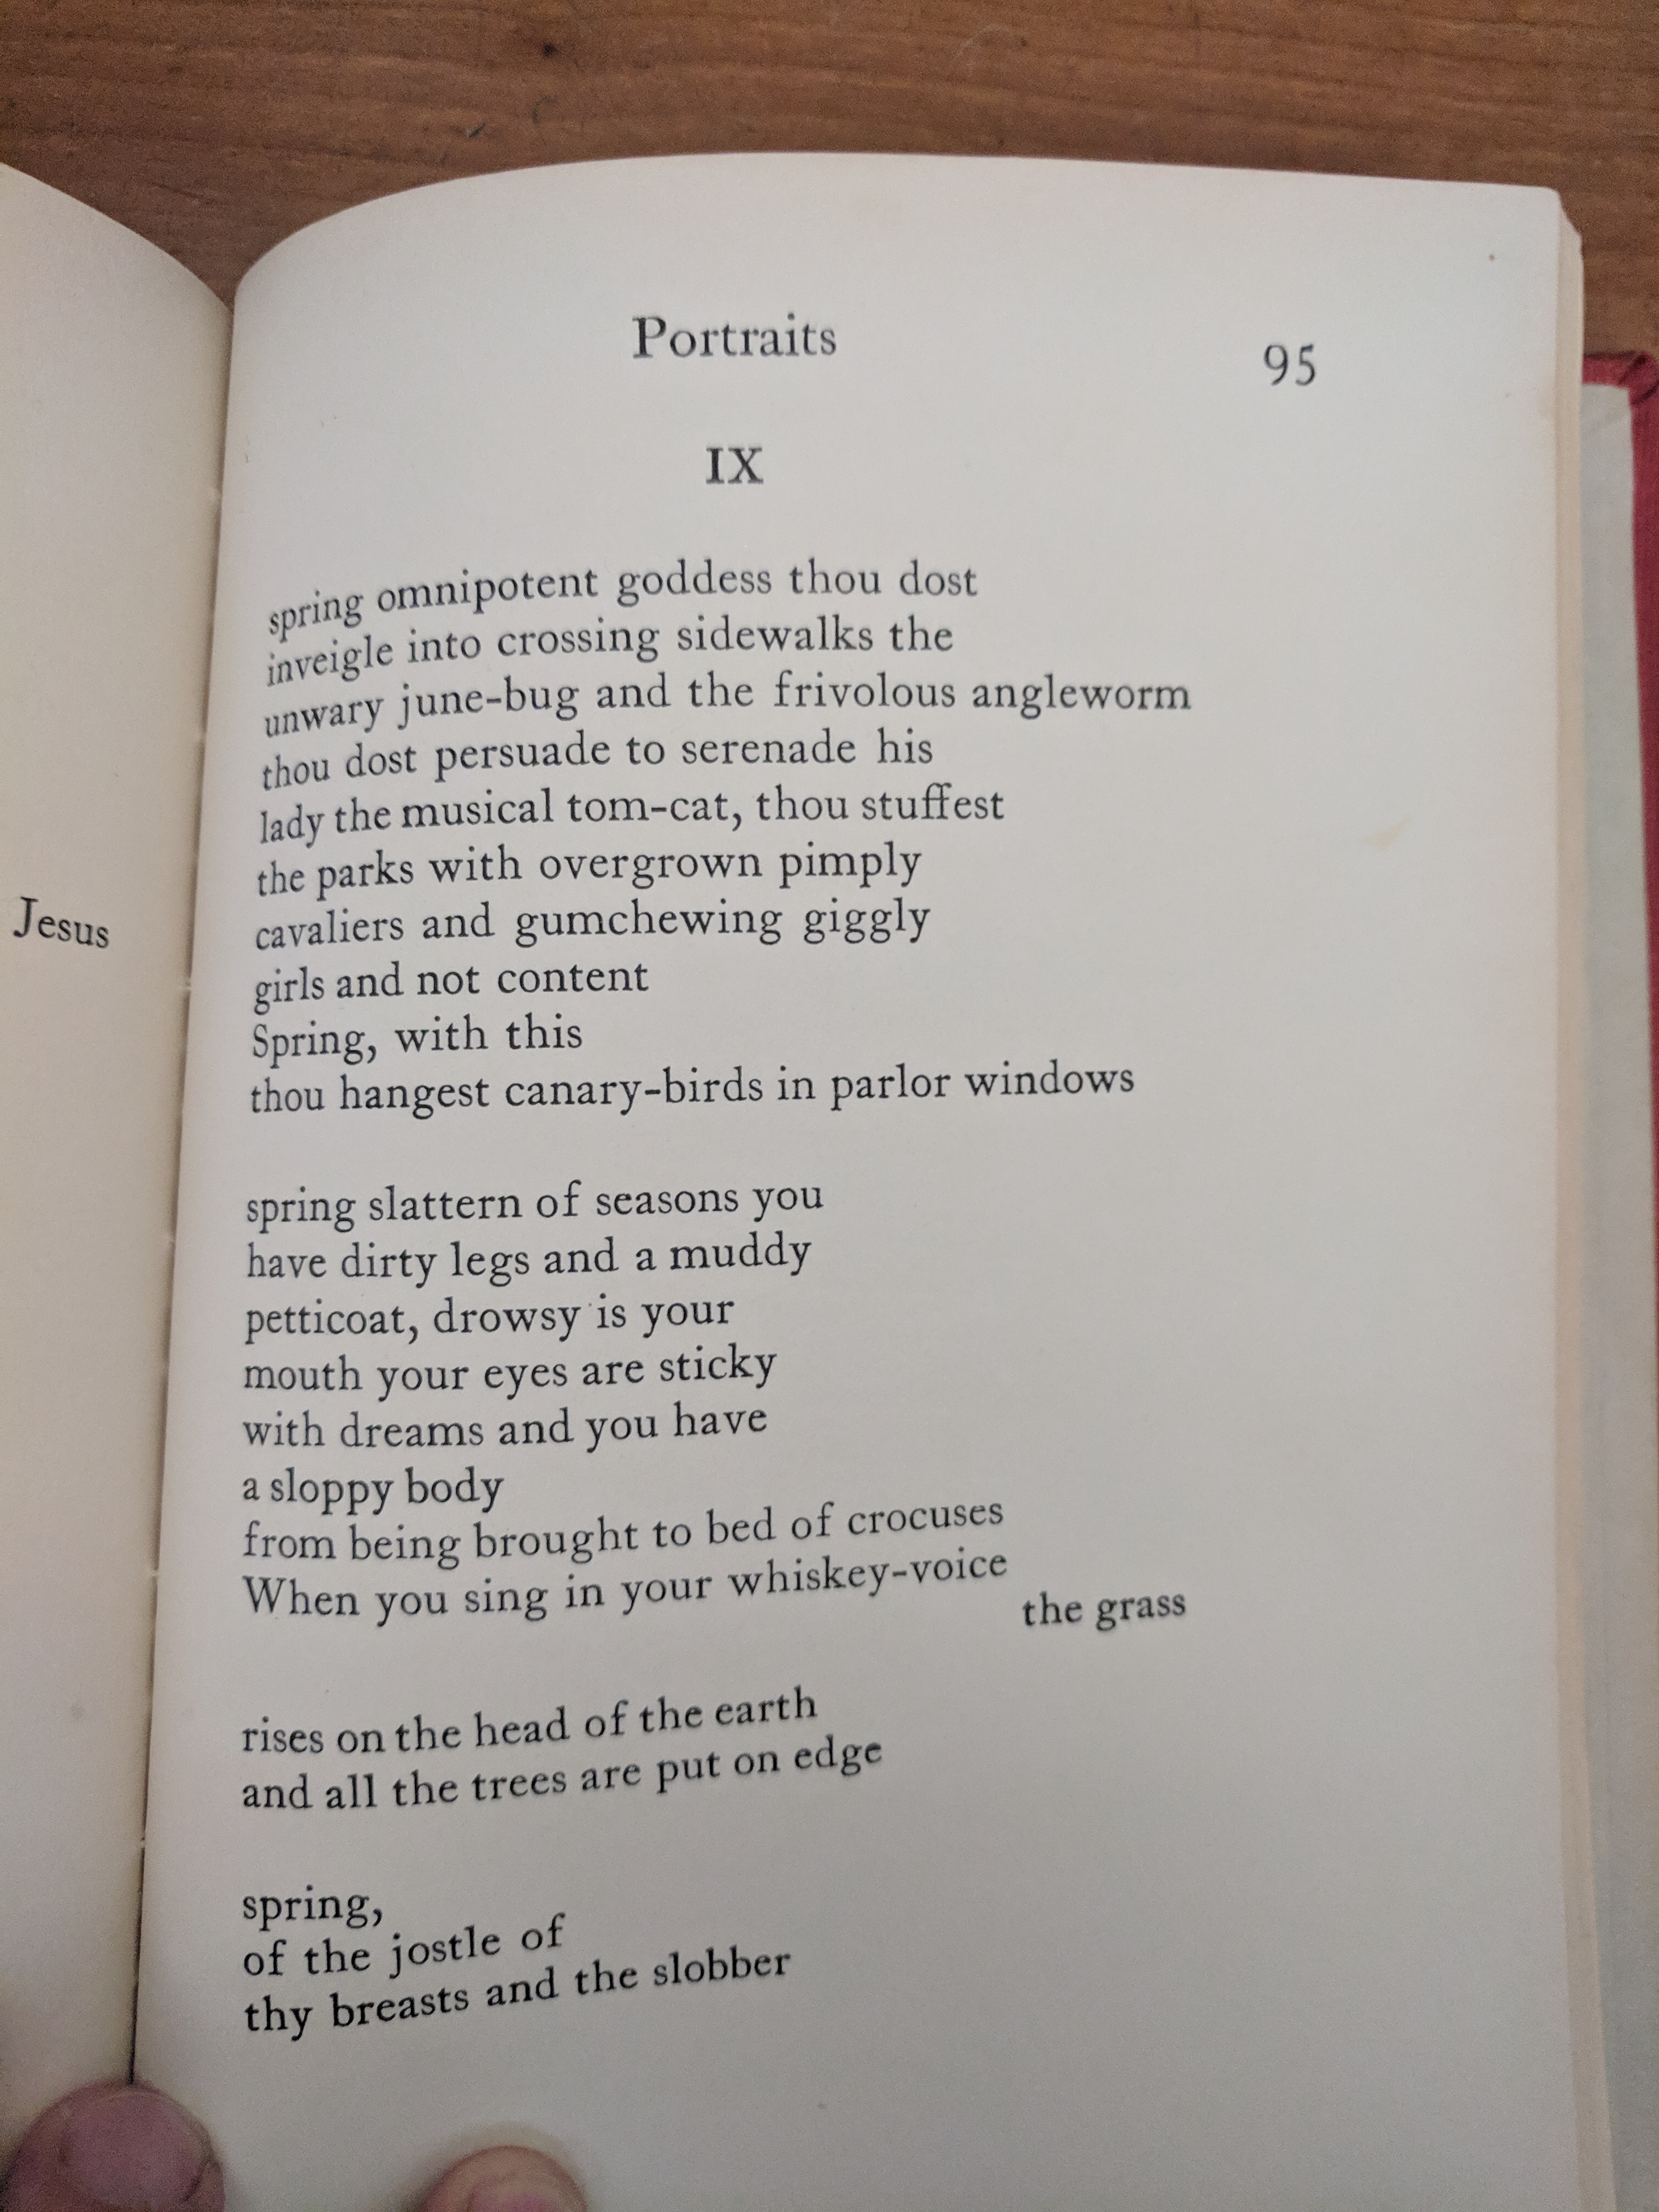 Jesus
Portraits
95
IX
spring omnipotent goddess thou dost
inveigle into crossing sidewalks the
unwary june-bug and the frivolous angleworm
thou dost persuade to serenade his
lady the musical tom-cat, thou stuffest
the parks with overgrown pimply
cavaliers and gumchewing giggly
girls and not content
Spring, with this
thou hangest canary-birds in parlor windows
spring slattern of seasons you
have dirty legs and a muddy
petticoat, drowsy is your
mouth your eyes are sticky
with dreams and you have
a sloppy body
from being brought to bed of crocuses
When you sing in your whiskey-voice
the grass
rises on the head of the earth
and all the trees are put on edge
spring,
of the jostle of
thy breasts and the slobber